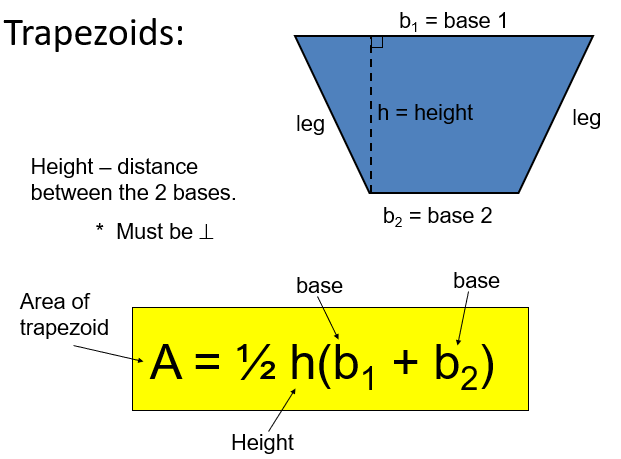 Trapezoids:
b₁ = base 1
leg
h = height
leg
Height – distance
between the 2 bases.
* Must be ⊥
b₂ = base 2
base
base
Area of
trapezoid
A = ½ h(b₁ + b₂)
Height